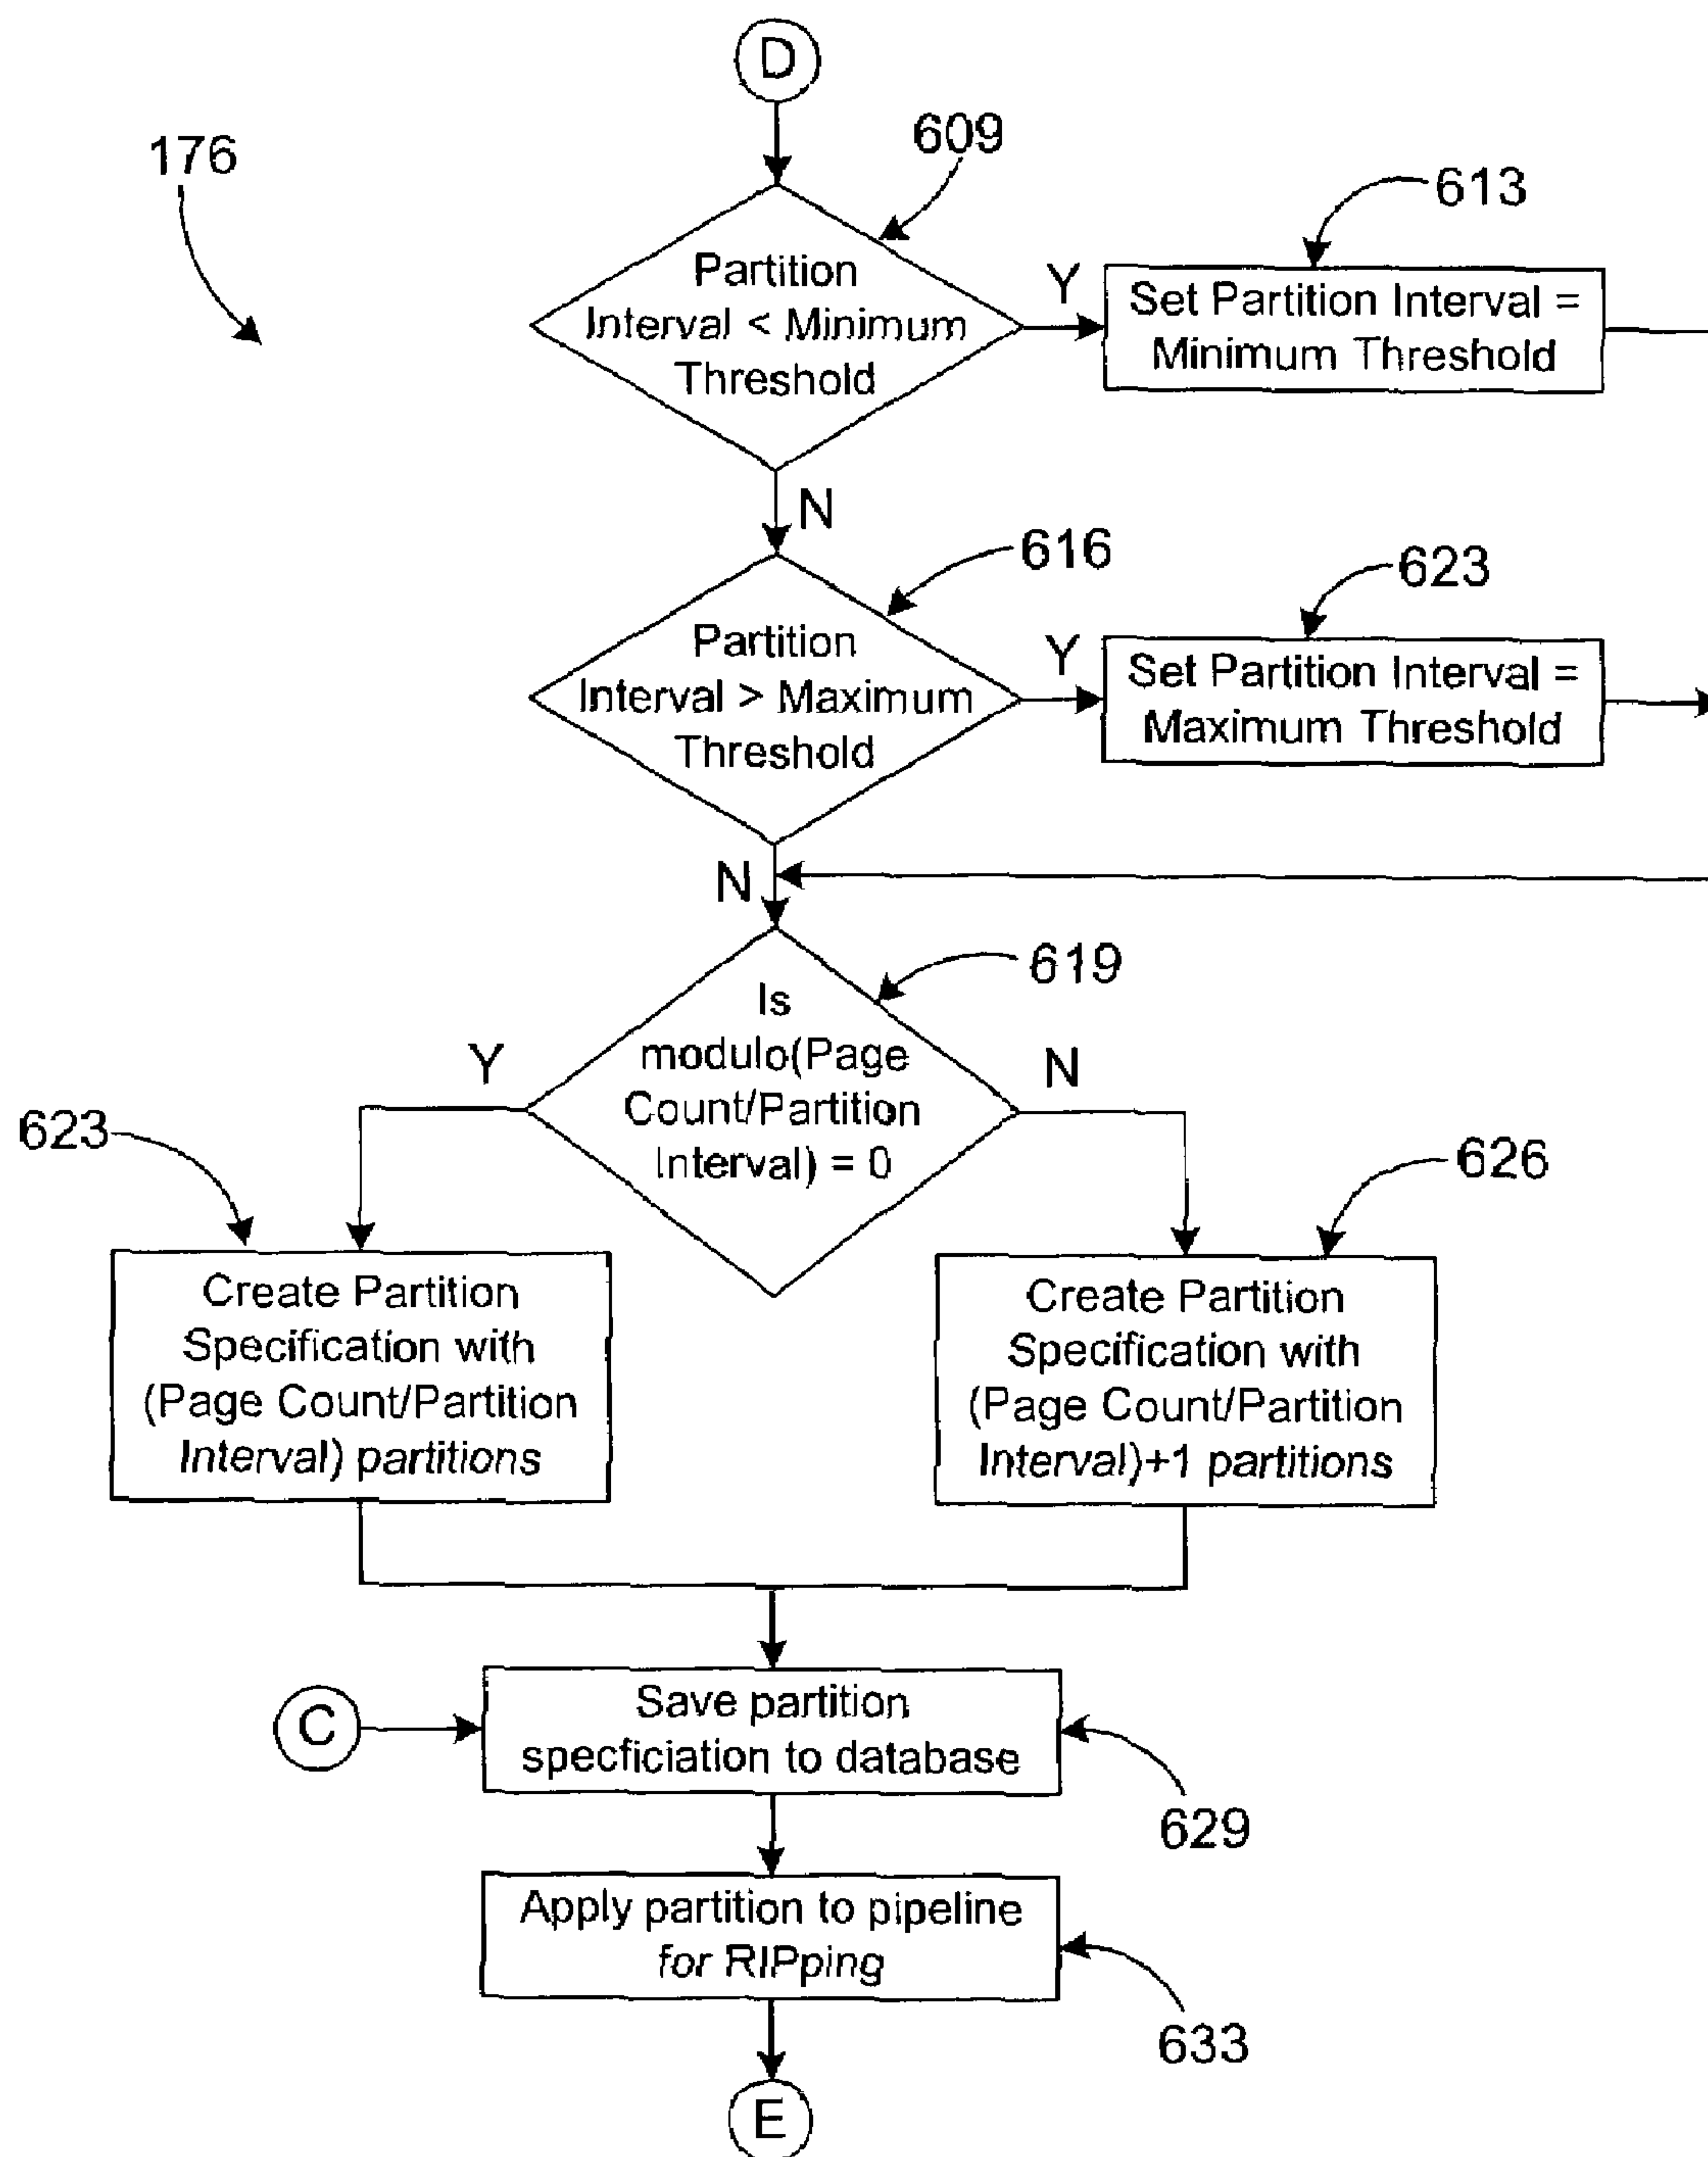 D
176
609
613
Partition
Interval < Minimum
Threshold
Y
Set Partition Interval =
Minimum Threshold
N
616
623
Partition
Interval > Maximum
Threshold
Y
Set Partition Interval =
Maximum Threshold
N
619
Is
modulo(Page
Count/Partition
Interval) = 0
Y
N
623
626
Create Partition
Specification with
(Page Count/Partition
Interval) partitions
Create Partition
Specification with
(Page Count/Partition
Interval)+1 partitions
C
Save partition
specficiation to database
629
Apply partition to pipeline
for RIPping
633
E